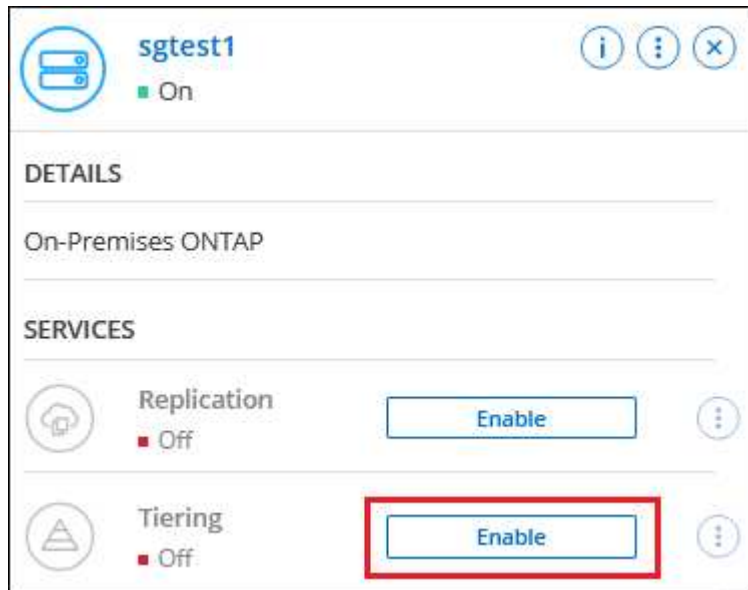 sgtest1
On
DETAILS
On-Premises ONTAP
SERVICES
Replication
Enable
Off
Tiering
Enable
Off